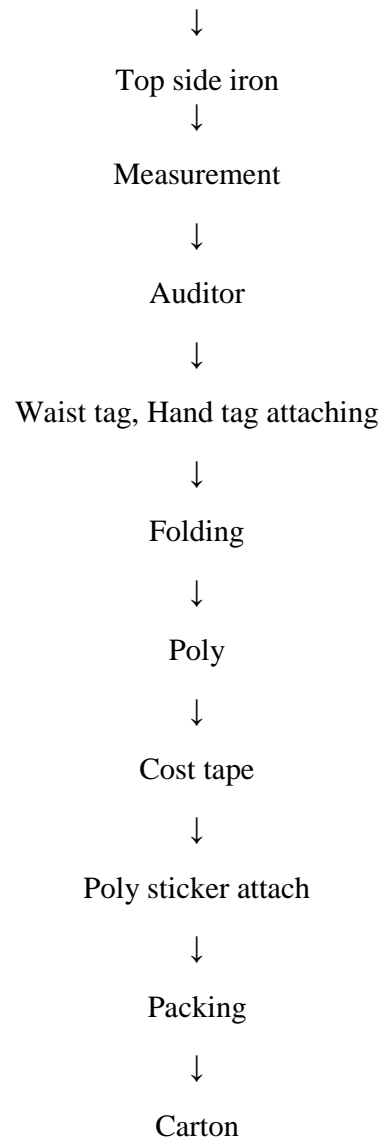 ↓
Top side iron
↓
Measurement
↓
Auditor
↓
Waist tag, Hand tag attaching
↓
Folding
↓
Poly
↓
Cost tape
↓
Poly sticker attach
↓
Packing
↓
Carton